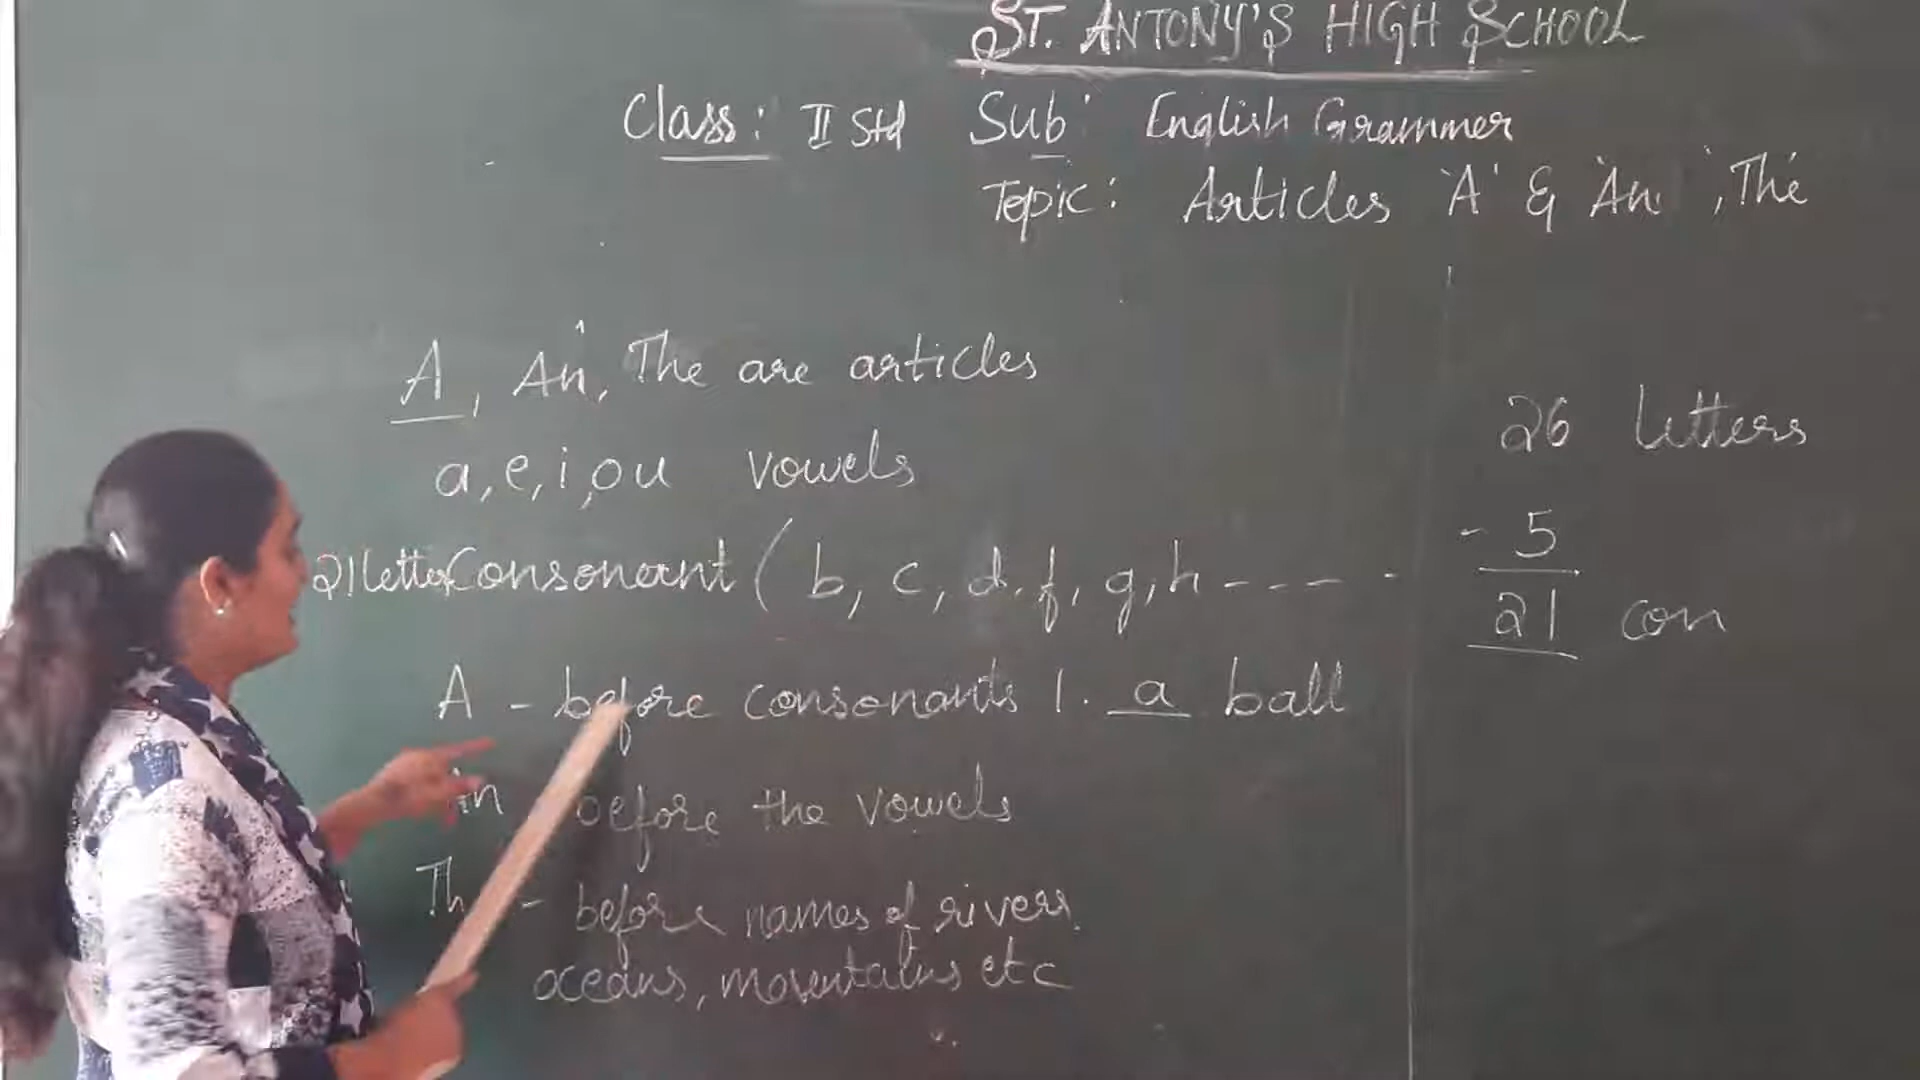 ST. ANTONY'S HIGH SCHOOL
Class: II Std Sub: English Grammer
Topic: Articles 'A' & 'An', The
A, An, The are articles
a, e, i, o u vowels
21 letter Consonant ( b, c, d, f, g, h - - - -
A - before consonants 1. a ball
An before the vowels
Th - before names of rivers
oceans, mountains etc
26 letters
- 5
21 con